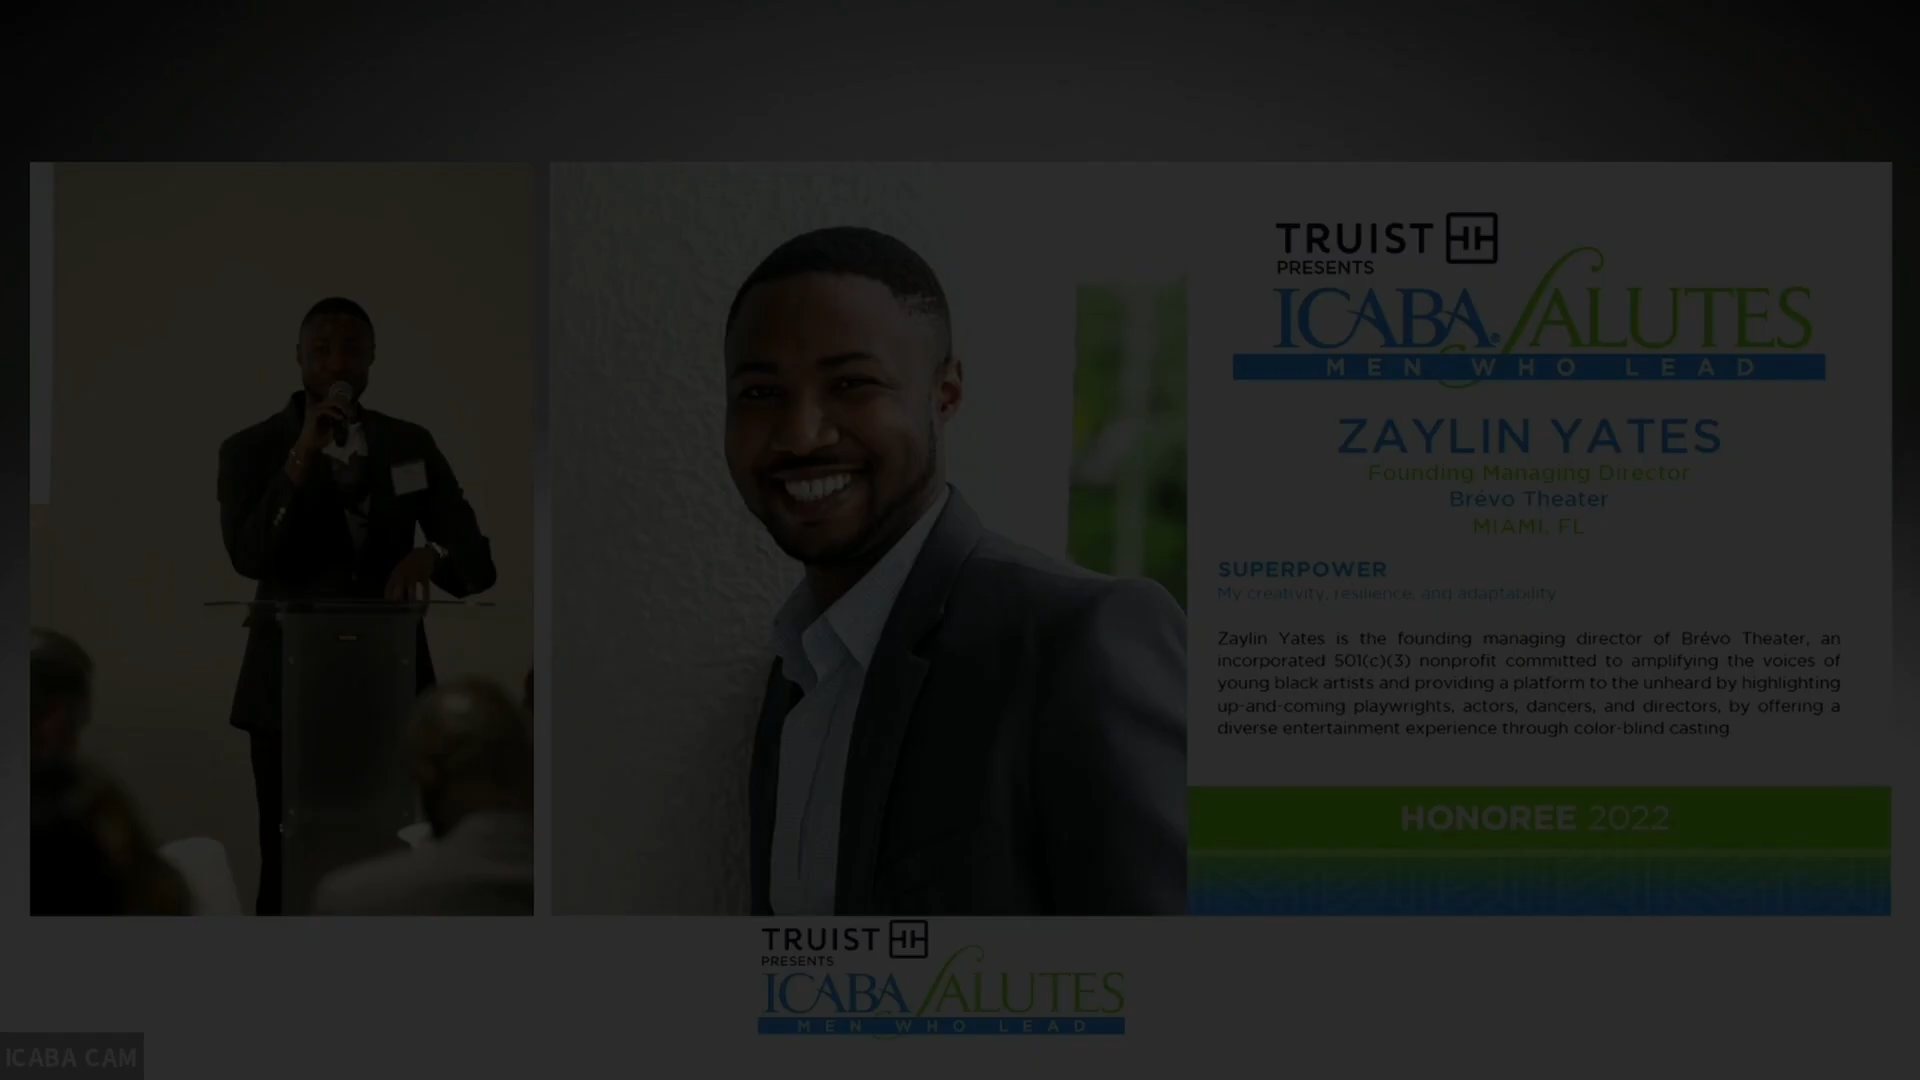 TRUIST
PRESENTS
ICABA® SALUTES
MEN WHO LEAD
ZAYLIN YATES
Founding Managing Director
Brévo Theater
MIAMI, FL
SUPERPOWER
My creativity, resilience, and adaptability
Zaylin Yates is the founding managing director of Brévo Theater, an
incorporated 501(c)(3) nonprofit committed to amplifying the voices of
young black artists and providing a platform to the unheard by highlighting
up-and-coming playwrights, actors, dancers, and directors, by offering a
diverse entertainment experience through color-blind casting.
HONOREE 2022
TRUIST
PRESENTS
ICABA SALUTES
MEN WHO LEAD
ICABA CAM